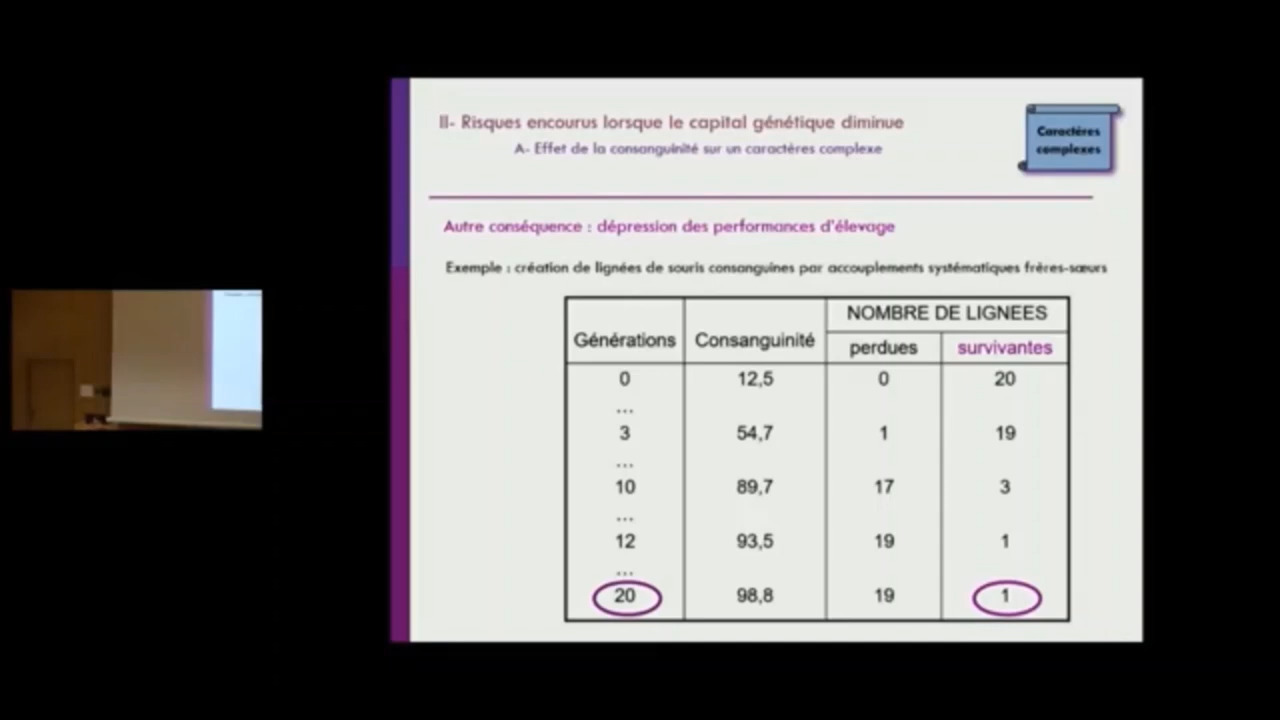 II- Risques encourus lorsque le capital génétique diminue
A- Effet de la consanguinité sur un caractères complexe
Caractères
complexes
Autre conséquence : dépression des performances d'élevage
Exemple : création de lignées de souris consanguines par accouplements systématiques frères-sœurs
Générations Consanguinité NOMBRE DE LIGNEES
perdues survivantes
0 12,5 0 20
...
3 54,7 1 19
...
10 89,7 17 3
...
12 93,5 19 1
...
20 98,8 19 1